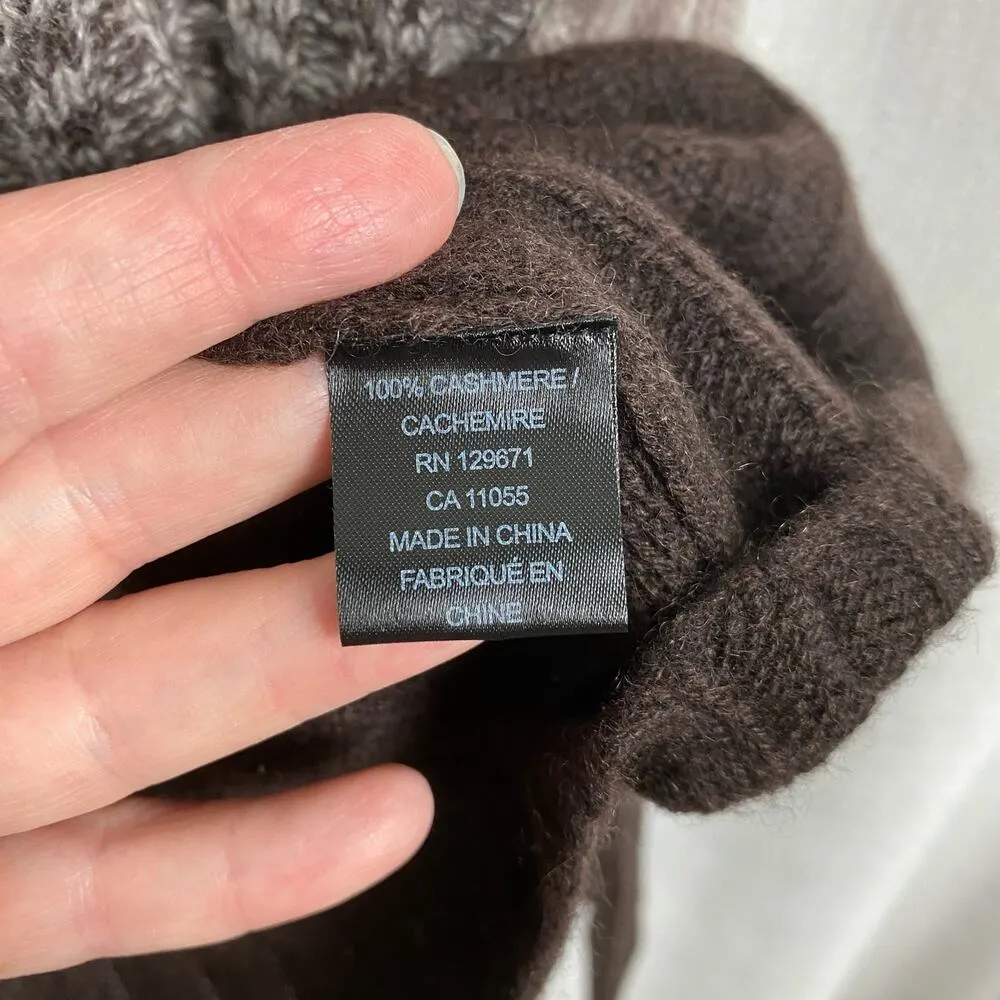 100% CASHMERE /
CACHEMIRE
RN 129671
CA 11055
MADE IN CHINA
FABRIQUÉ EN
CHINE